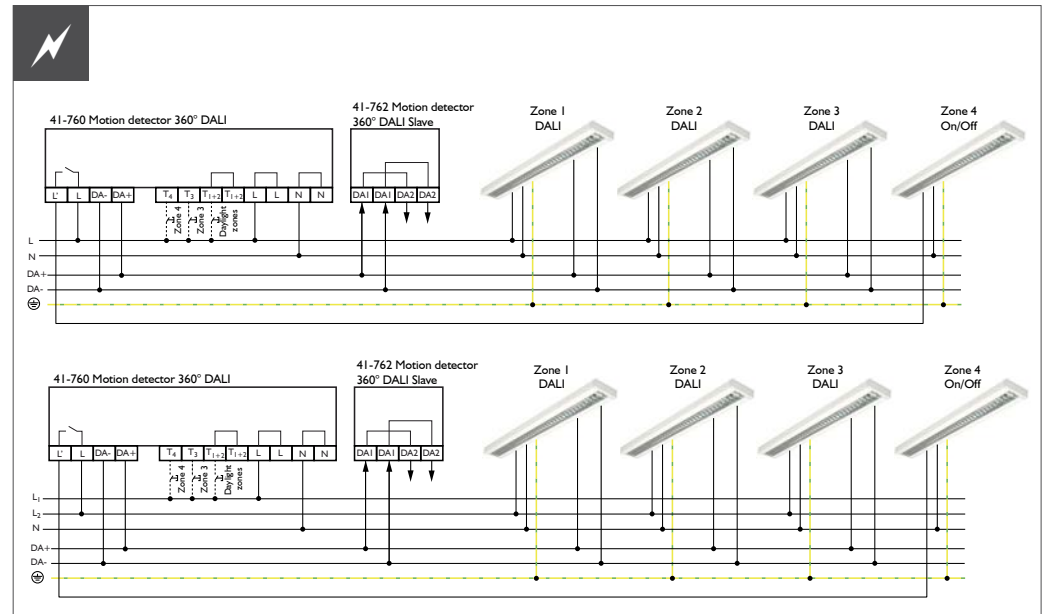 41-760 Motion detector 360° DALI
41-762 Motion detector
360° DALI Slave
Zone 1
DALI
Zone 2
DALI
Zone 3
DALI
Zone 4
On/Off
L' L DA- DA+ T4 T3 T1+2 T1+2 L L N N
DA1 DA1 DA2 DA2
Zone 4
Zone 3
Daylight
zones
L
N
DA+
DA-
41-760 Motion detector 360° DALI
41-762 Motion detector
360° DALI Slave
Zone 1
DALI
Zone 2
DALI
Zone 3
DALI
Zone 4
On/Off
L' L DA- DA+ T4 T3 T1+2 T1+2 L L N N
DA1 DA1 DA2 DA2
Zone 4
Zone 3
Daylight
zones
L1
L2
N
DA+
DA-